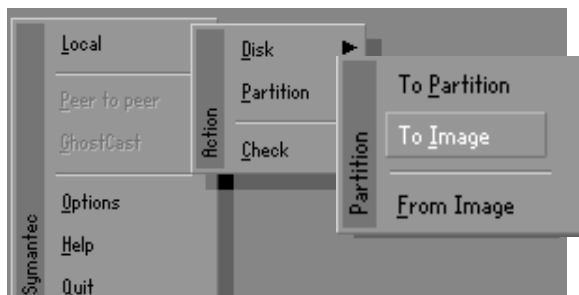 Symantec
Local
Peer to peer
GhostCast
Options
Help
Quit
Action
Disk
Partition
Check
Partition
To Partition
To Image
From Image